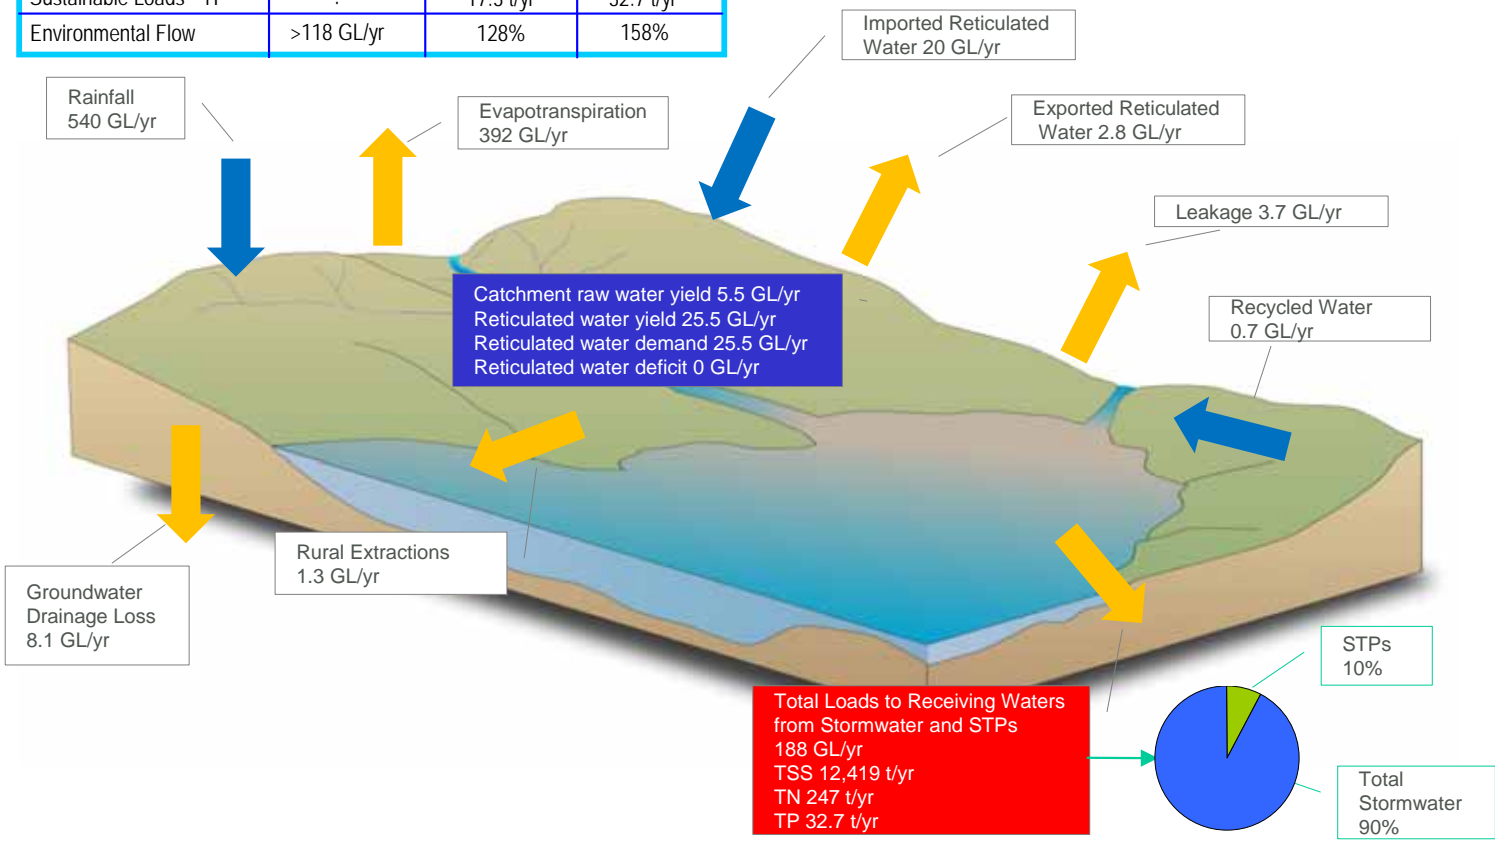 Environmental Flow >118 GL/yr 128% 158%
Imported Reticulated
Water 20 GL/yr
Rainfall
540 GL/yr
Evapotranspiration
392 GL/yr
Exported Reticulated
Water 2.8 GL/yr
Leakage 3.7 GL/yr
Catchment raw water yield 5.5 GL/yr
Reticulated water yield 25.5 GL/yr
Reticulated water demand 25.5 GL/yr
Reticulated water deficit 0 GL/yr
Recycled Water
0.7 GL/yr
Rural Extractions
1.3 GL/yr
Groundwater
Drainage Loss
8.1 GL/yr
STPs
10%
Total Loads to Receiving Waters
from Stormwater and STPs
188 GL/yr
TSS 12,419 t/yr
TN 247 t/yr
TP 32.7 t/yr
Total
Stormwater
90%